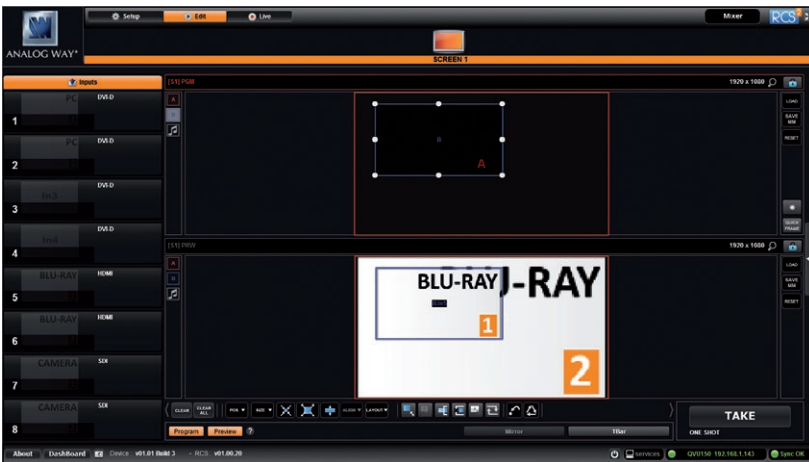 Setup Edit Live Mixer RCS²
ANALOG WAY®
SCREEN 1
Inputs [S1] PGM 1920 x 1080
PC DVI-D A LOAD
1 SAVE MM
PC DVI-D B RESET
2 A
In3 DVI-D
3
In4 DVI-D QUICK FRAME
4 [S1] PRW 1920 x 1080
BLU-RAY HDMI A LOAD
5 B BLU-RAY BLU-RAY SAVE MM
BLU-RAY HDMI RESET
6 1
CAMERA SDI
7 2
CAMERA SDI CLEAR CLEAR ALL POS. SIZE ALIGN LAYOUT TAKE
8 Program Preview ? Mirror TBar ONE SHOT
About Dashboard Device v01.01 Build 3 - RCS v01.00.20 services QVU150 192.168.1.143 Sync OK